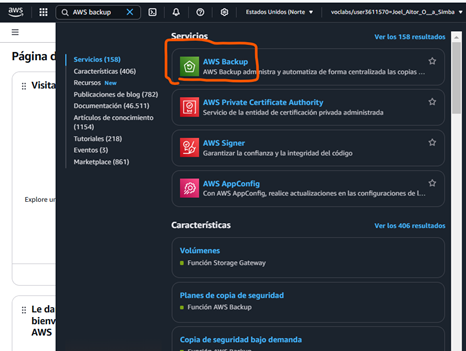 aws
AWS backup
Estados Unidos (Norte
voclabs/user3611570=Joel_Aitor_O__a_Simba
Página d
Visita
Explore un
Le da
bienv
AWS
Servicios (158)
Características (406)
Recursos New
Publicaciones de blog (782)
Documentación (46.511)
Artículos de conocimiento
(1154)
Tutoriales (218)
Eventos (3)
Marketplace (861)
Servicios
Ver los 158 resultados
AWS Backup
AWS Backup administra y automatiza de forma centralizada las copias ...
AWS Private Certificate Authority
Servicio de la entidad de certificación privada administrada
AWS Signer
Garantizar la confianza y la integridad del código
AWS AppConfig
Con AWS AppConfig, realice actualizaciones en las configuraciones de l...
Características
Ver los 406 resultados
Volúmenes
Función Storage Gateway
Planes de copia de seguridad
Función AWS Backup
Copia de seguridad bajo demanda
Función AWS Backup